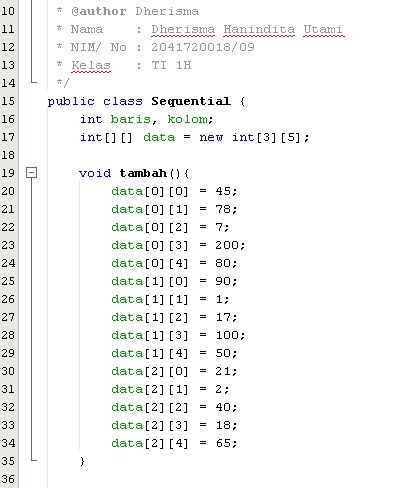 10 * @author Dherisma
11 * Nama : Dherisma Hanindita Utami
12 * NIM/ No : 2041720018/09
13 * Kelas : TI 1H
14 */
15 public class Sequential {
16 int baris, kolom;
17 int[][] data = new int[3][5];
18
19 void tambah(){
20 data[0][0] = 45;
21 data[0][1] = 78;
22 data[0][2] = 7;
23 data[0][3] = 200;
24 data[0][4] = 80;
25 data[1][0] = 90;
26 data[1][1] = 1;
27 data[1][2] = 17;
28 data[1][3] = 100;
29 data[1][4] = 50;
30 data[2][0] = 21;
31 data[2][1] = 2;
32 data[2][2] = 40;
33 data[2][3] = 18;
34 data[2][4] = 65;
35 }
36